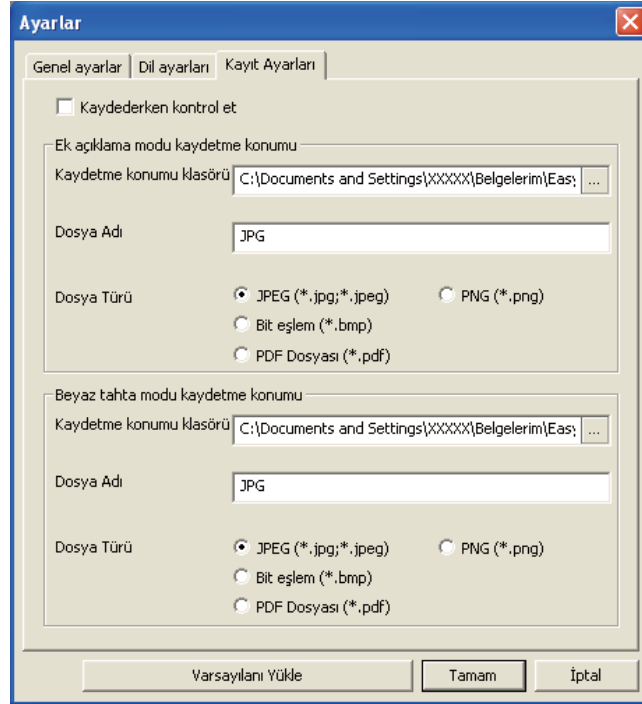 Ayarlar
Genel ayarlar Dil ayarları Kayıt Ayarları
Kaydederken kontrol et
Ek açıklama modu kaydetme konumu
Kaydetme konumu klasörü C:\Documents and Settings\XXXXX\Belgelerim\Easy ...
Dosya Adı JPG
Dosya Türü JPEG (*.jpg;*.jpeg) PNG (*.png)
Bit eşlem (*.bmp)
PDF Dosyası (*.pdf)
Beyaz tahta modu kaydetme konumu
Kaydetme konumu klasörü C:\Documents and Settings\XXXXX\Belgelerim\Easy ...
Dosya Adı JPG
Dosya Türü JPEG (*.jpg;*.jpeg) PNG (*.png)
Bit eşlem (*.bmp)
PDF Dosyası (*.pdf)
Varsayılanı Yükle Tamam İptal